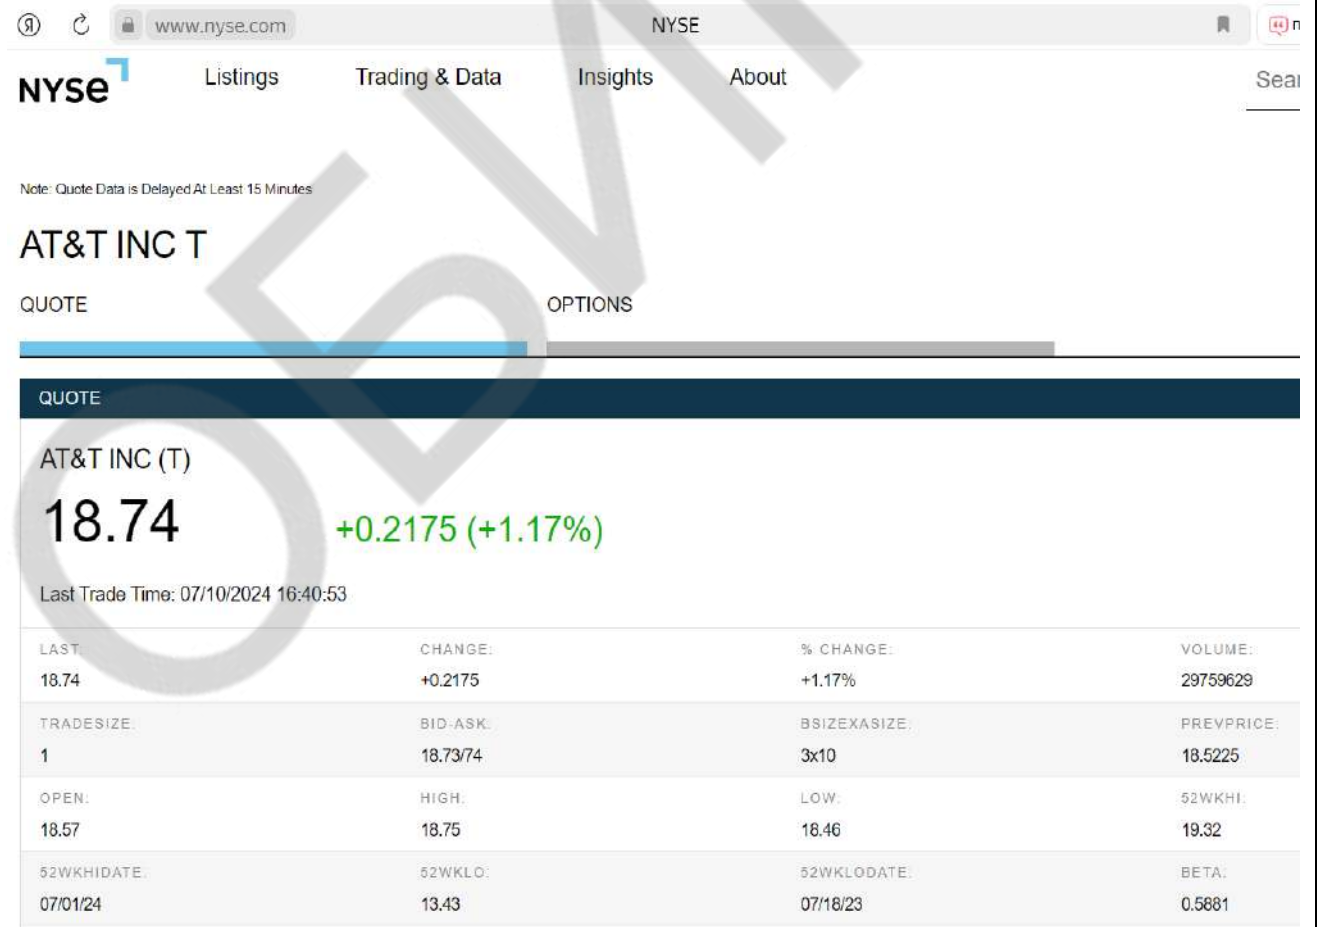 Я www.nyse.com NYSE
NYSE Listings Trading & Data Insights About Sear
Note: Quote Data is Delayed At Least 15 Minutes
AT&T INC T
QUOTE OPTIONS
QUOTE
AT&T INC (T)
18.74 +0.2175 (+1.17%)
Last Trade Time: 07/10/2024 16:40:53
LAST: CHANGE: % CHANGE: VOLUME:
18.74 +0.2175 +1.17% 29759629
TRADESIZE: BID-ASK: BSIZEXASIZE: PREVPRICE:
1 18.73/74 3x10 18.5225
OPEN: HIGH: LOW: 52WKHI:
18.57 18.75 18.46 19.32
52WKHIDATE: 52WKLO: 52WKLODATE: BETA:
07/01/24 13.43 07/18/23 0.5881